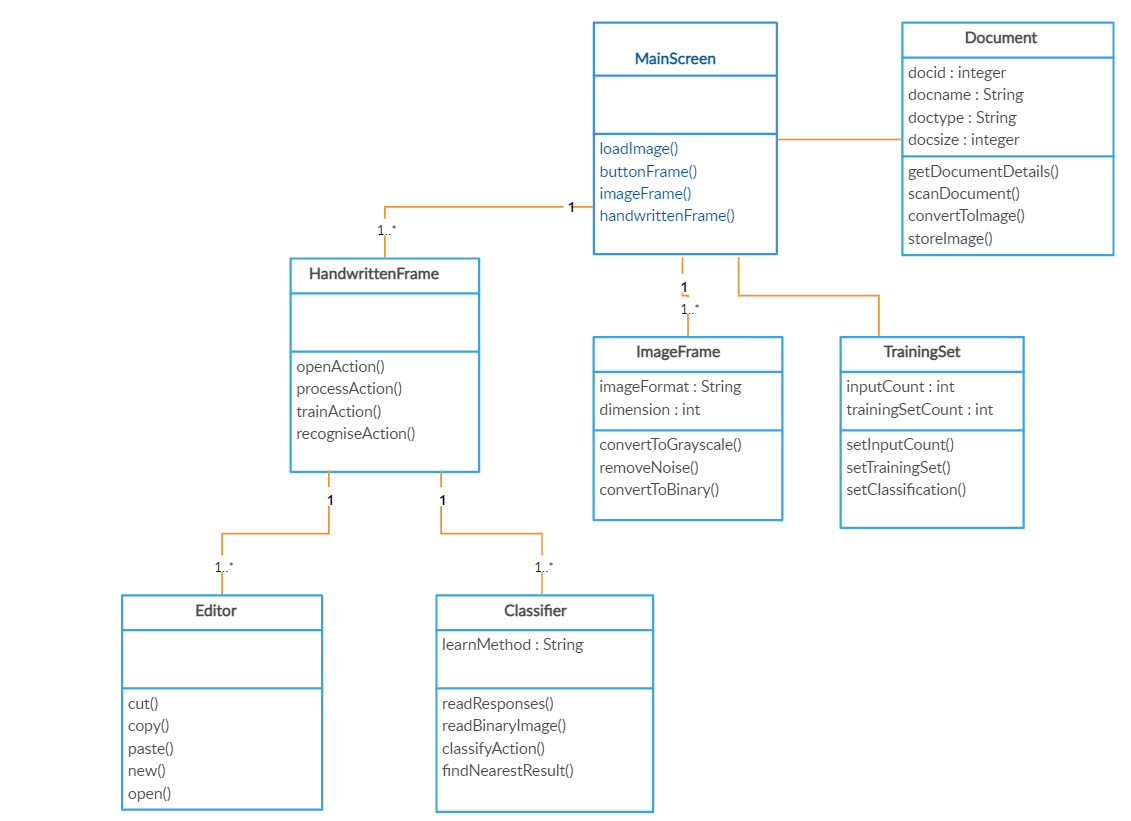 MainScreen
loadImage()
buttonFrame()
imageFrame()
handwrittenFrame()
Document
docid : integer
docname : String
doctype : String
docsize : integer
getDocumentDetails()
scanDocument()
convertToImage()
storeImage()
1
1..*
HandwrittenFrame
openAction()
processAction()
trainAction()
recogniseAction()
1
1..*
ImageFrame
imageFormat : String
dimension : int
convertToGrayscale()
removeNoise()
convertToBinary()
TrainingSet
inputCount : int
trainingSetCount : int
setInputCount()
setTrainingSet()
setClassification()
1
1
1..*
1..*
Editor
cut()
copy()
paste()
new()
open()
Classifier
learnMethod : String
readResponses()
readBinaryImage()
classifyAction()
findNearestResult()